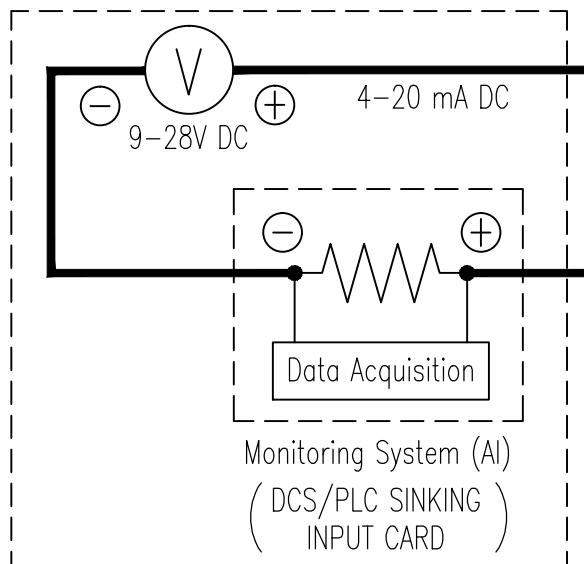 V
− +
4−20 mA DC
9−28V DC
− +
Data Acquisition
Monitoring System (AI)
( DCS/PLC SINKING
INPUT CARD )